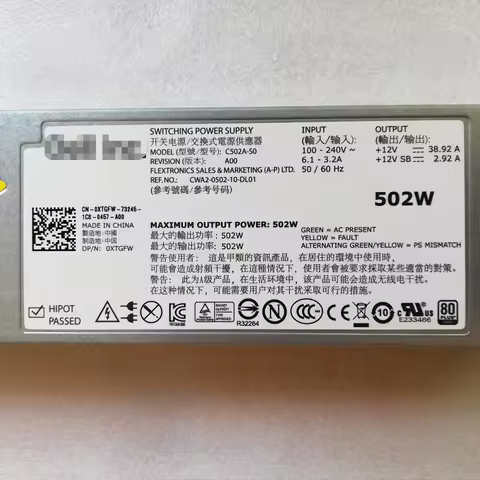 SWITCHING POWER SUPPLY
开关电源/交換式電源供應器
MODEL (型號/型号): C502A-S0
REVISION (版本): A00
FLEXTRONICS SALES & MARKETING (A-P) LTD.
REF.NO.: CWA2-0502-10-DL01
(參考號碼/参考号码)
INPUT
(輸入/输入):
100 - 240V ~
6.1 - 3.2A
50 / 60 Hz
OUTPUT
(輸出/输出):
+12V ⎓ 38.92 A
+12V SB ⎓ 2.92 A
502W
CN - 0XTGFW - 73245-
1C8 - 0457 - A00
MADE IN CHINA
製造地: 中國
制造地: 中国
DP/N: 0XTGFW
MAXIMUM OUTPUT POWER: 502W
最大的輸出功率: 502W
最大的输出功率: 502W
GREEN = AC PRESENT
YELLOW = FAULT
ALTERNATING GREEN/YELLOW = PS MISMATCH
警告使用者: 這是甲類的資訊產品, 在居住的環境中使用時,
可能會造成射頻干擾, 在這種情況下, 使用者會被要求採取某些適當的對策。
警告: 此为A级产品, 在生活环境中, 该产品可能会造成无线电干扰,
在这种情况下, 可能需要用户对其干扰采取可行的措施。
HIPOT
PASSED
R32264
10
E233466
80
PLUS